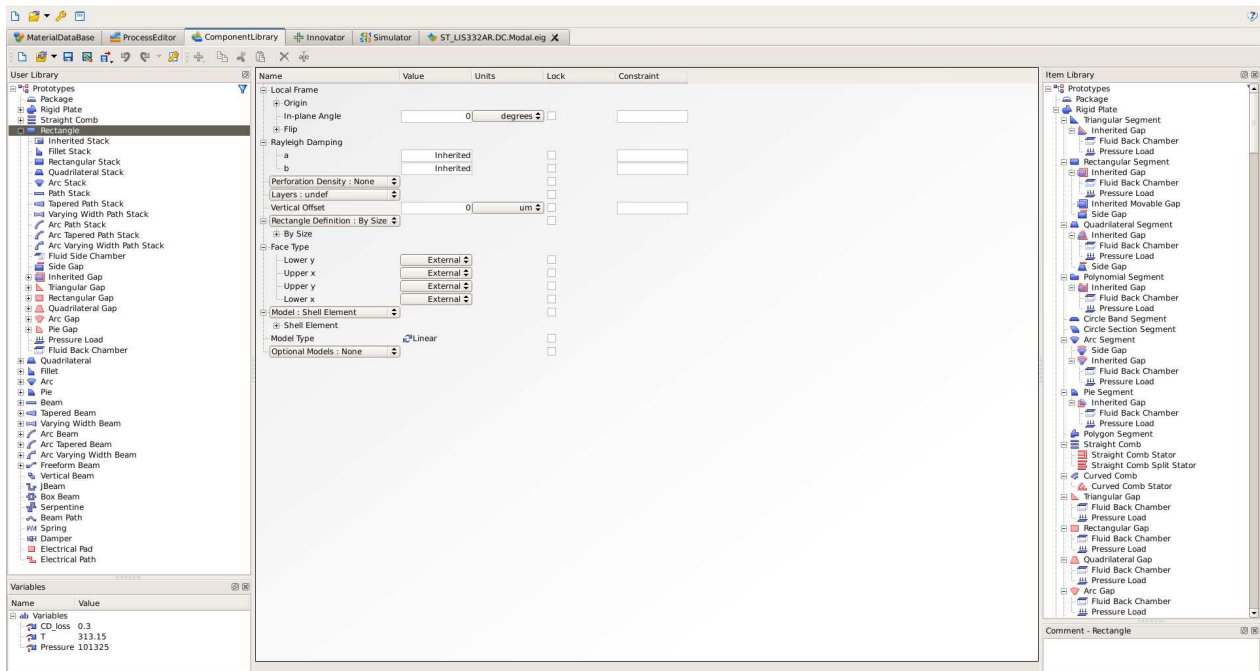 MaterialDataBase ProcessEditor ComponentLibrary Innovator Simulator ST_LIS332AR.DC.Modal.eig X
User Library
Prototypes
Package
Rigid Plate
Straight Comb
Rectangle
Inherited Stack
Fillet Stack
Rectangular Stack
Quadrilateral Stack
Arc Stack
Path Stack
Tapered Path Stack
Varying Width Path Stack
Arc Path Stack
Arc Tapered Path Stack
Arc Varying Width Path Stack
Fluid Side Chamber
Side Gap
Inherited Gap
Triangular Gap
Rectangular Gap
Quadrilateral Gap
Arc Gap
Pie Gap
Pressure Load
Fluid Back Chamber
Quadrilateral
Fillet
Arc
Pie
Beam
Tapered Beam
Varying Width Beam
Arc Beam
Arc Tapered Beam
Arc Varying Width Beam
Freeform Beam
Vertical Beam
JBeam
Box Beam
Serpentine
Beam Path
Spring
Damper
Electrical Pad
Electrical Path
Variables
Name Value
ab Variables
CD_loss 0.3
T 313.15
Pressure 101325
Name Value Units Lock Constraint
Local Frame
Origin
In-plane Angle 0 degrees
Flip
Rayleigh Damping
a Inherited
b Inherited
Perforation Density : None
Layers : undef
Vertical Offset 0 um
Rectangle Definition : By Size
By Size
Face Type
Lower y External
Upper x External
Upper y External
Lower x External
Model : Shell Element
Shell Element
Model Type Linear
Optional Models : None
Item Library
Prototypes
Package
Rigid Plate
Triangular Segment
Inherited Gap
Fluid Back Chamber
Pressure Load
Rectangular Segment
Inherited Gap
Fluid Back Chamber
Pressure Load
Inherited Movable Gap
Side Gap
Quadrilateral Segment
Inherited Gap
Fluid Back Chamber
Pressure Load
Side Gap
Polynomial Segment
Inherited Gap
Fluid Back Chamber
Pressure Load
Circle Band Segment
Circle Section Segment
Arc Segment
Side Gap
Inherited Gap
Fluid Back Chamber
Pressure Load
Pie Segment
Inherited Gap
Fluid Back Chamber
Pressure Load
Polygon Segment
Straight Comb
Straight Comb Stator
Straight Comb Split Stator
Curved Comb
Curved Comb Stator
Triangular Gap
Fluid Back Chamber
Pressure Load
Rectangular Gap
Fluid Back Chamber
Pressure Load
Quadrilateral Gap
Fluid Back Chamber
Pressure Load
Arc Gap
Fluid Back Chamber
Pressure Load
Comment - Rectangle